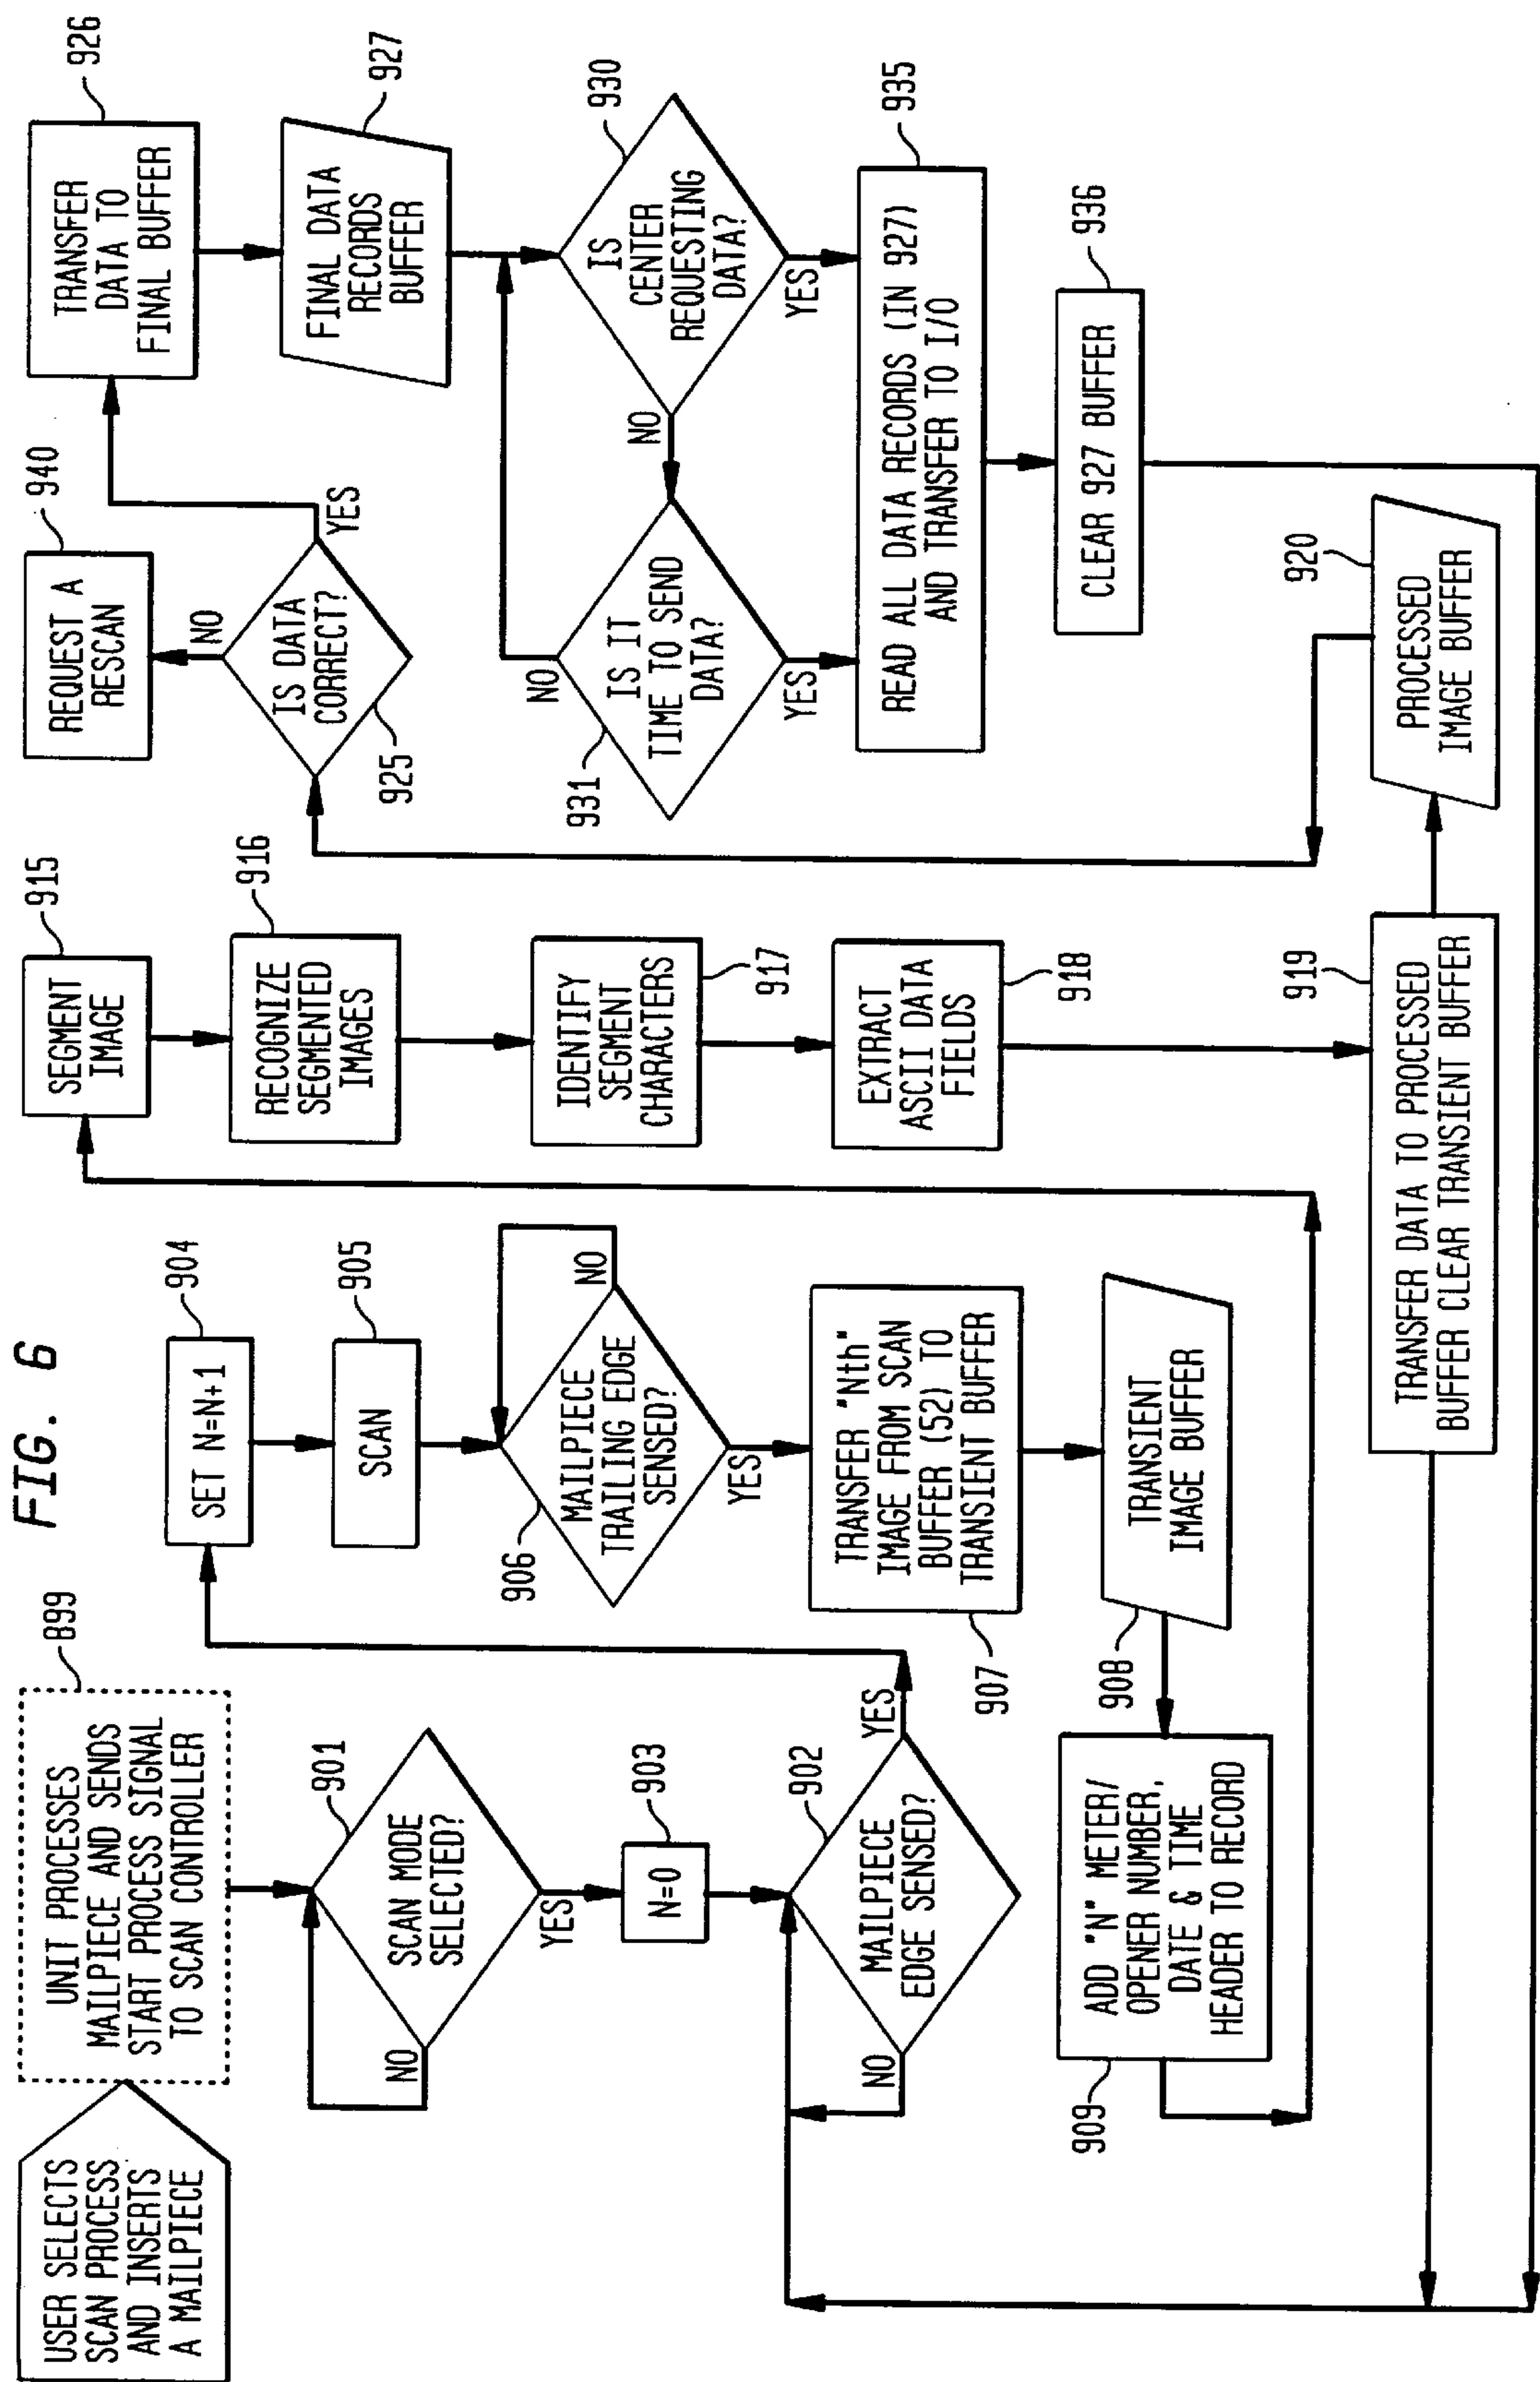 FIG. 6
USER SELECTS
SCAN PROCESS
AND INSERTS
A MAILPIECE
UNIT PROCESSES
MAILPIECE AND SENDS
START PROCESS SIGNAL
TO SCAN CONTROLLER
899
SCAN MODE
SELECTED?
901
NO
YES
N=0
903
MAILPIECE
EDGE SENSED?
902
NO
YES
SET N=N+1
904
SCAN
905
MAILPIECE
TRAILING EDGE
SENSED?
906
NO
YES
TRANSFER "Nth"
IMAGE FROM SCAN
BUFFER (52) TO
TRANSIENT BUFFER
907
TRANSIENT
IMAGE BUFFER
908
ADD "N" METER/
OPENER NUMBER,
DATE & TIME
HEADER TO RECORD
909
SEGMENT
IMAGE
915
RECOGNIZE
SEGMENTED
IMAGES
916
IDENTIFY
SEGMENT
CHARACTERS
917
EXTRACT
ASCII DATA
FIELDS
918
TRANSFER DATA TO PROCESSED
BUFFER CLEAR TRANSIENT BUFFER
919
PROCESSED
IMAGE BUFFER
920
IS DATA
CORRECT?
925
NO
YES
REQUEST A
RESCAN
940
TRANSFER
DATA TO
FINAL BUFFER
926
FINAL DATA
RECORDS
BUFFER
927
IS
CENTER
REQUESTING
DATA?
930
NO
YES
IS IT
TIME TO SEND
DATA?
931
NO
YES
READ ALL DATA RECORDS (IN 927)
AND TRANSFER TO I/O
935
CLEAR 927 BUFFER
936